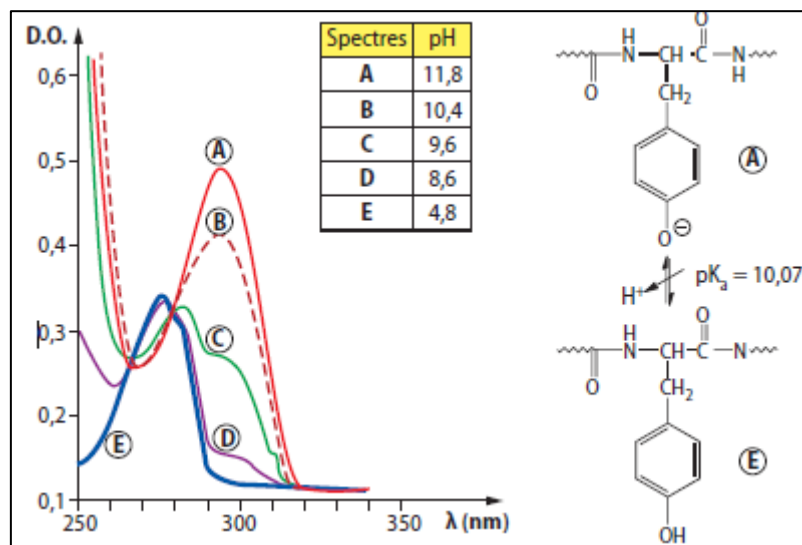 D.O.
0,6
0,5
0,4
0,3
0,2
0,1
250
300
350
λ (nm)
A
B
C
D
E
Spectres pH
A 11,8
B 10,4
C 9,6
D 8,6
E 4,8
H O
N CH C N
O CH₂ H
A
O⊖
H⁺ pKₐ = 10,07
H O
N CH C N
O CH₂
E
OH